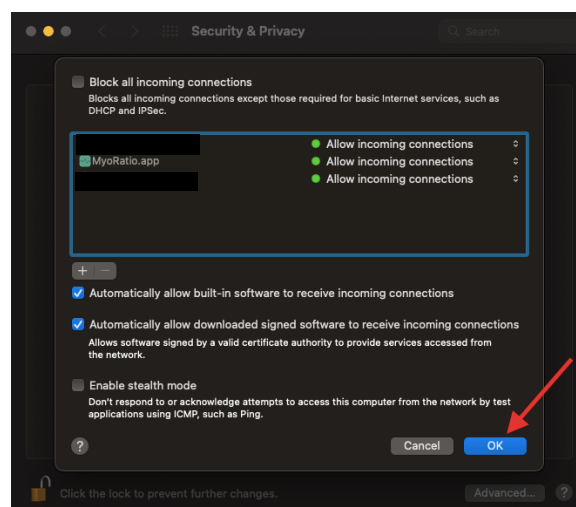 Security & Privacy
Search
Block all incoming connections
Blocks all incoming connections except those required for basic Internet services, such as
DHCP and IPSec.
Allow incoming connections
MyoRatio.app Allow incoming connections
Allow incoming connections
+ −
Automatically allow built-in software to receive incoming connections
Automatically allow downloaded signed software to receive incoming connections
Allows software signed by a valid certificate authority to provide services accessed from
the network.
Enable stealth mode
Don't respond to or acknowledge attempts to access this computer from the network by test
applications using ICMP, such as Ping.
? Cancel OK
Click the lock to prevent further changes. Advanced... ?